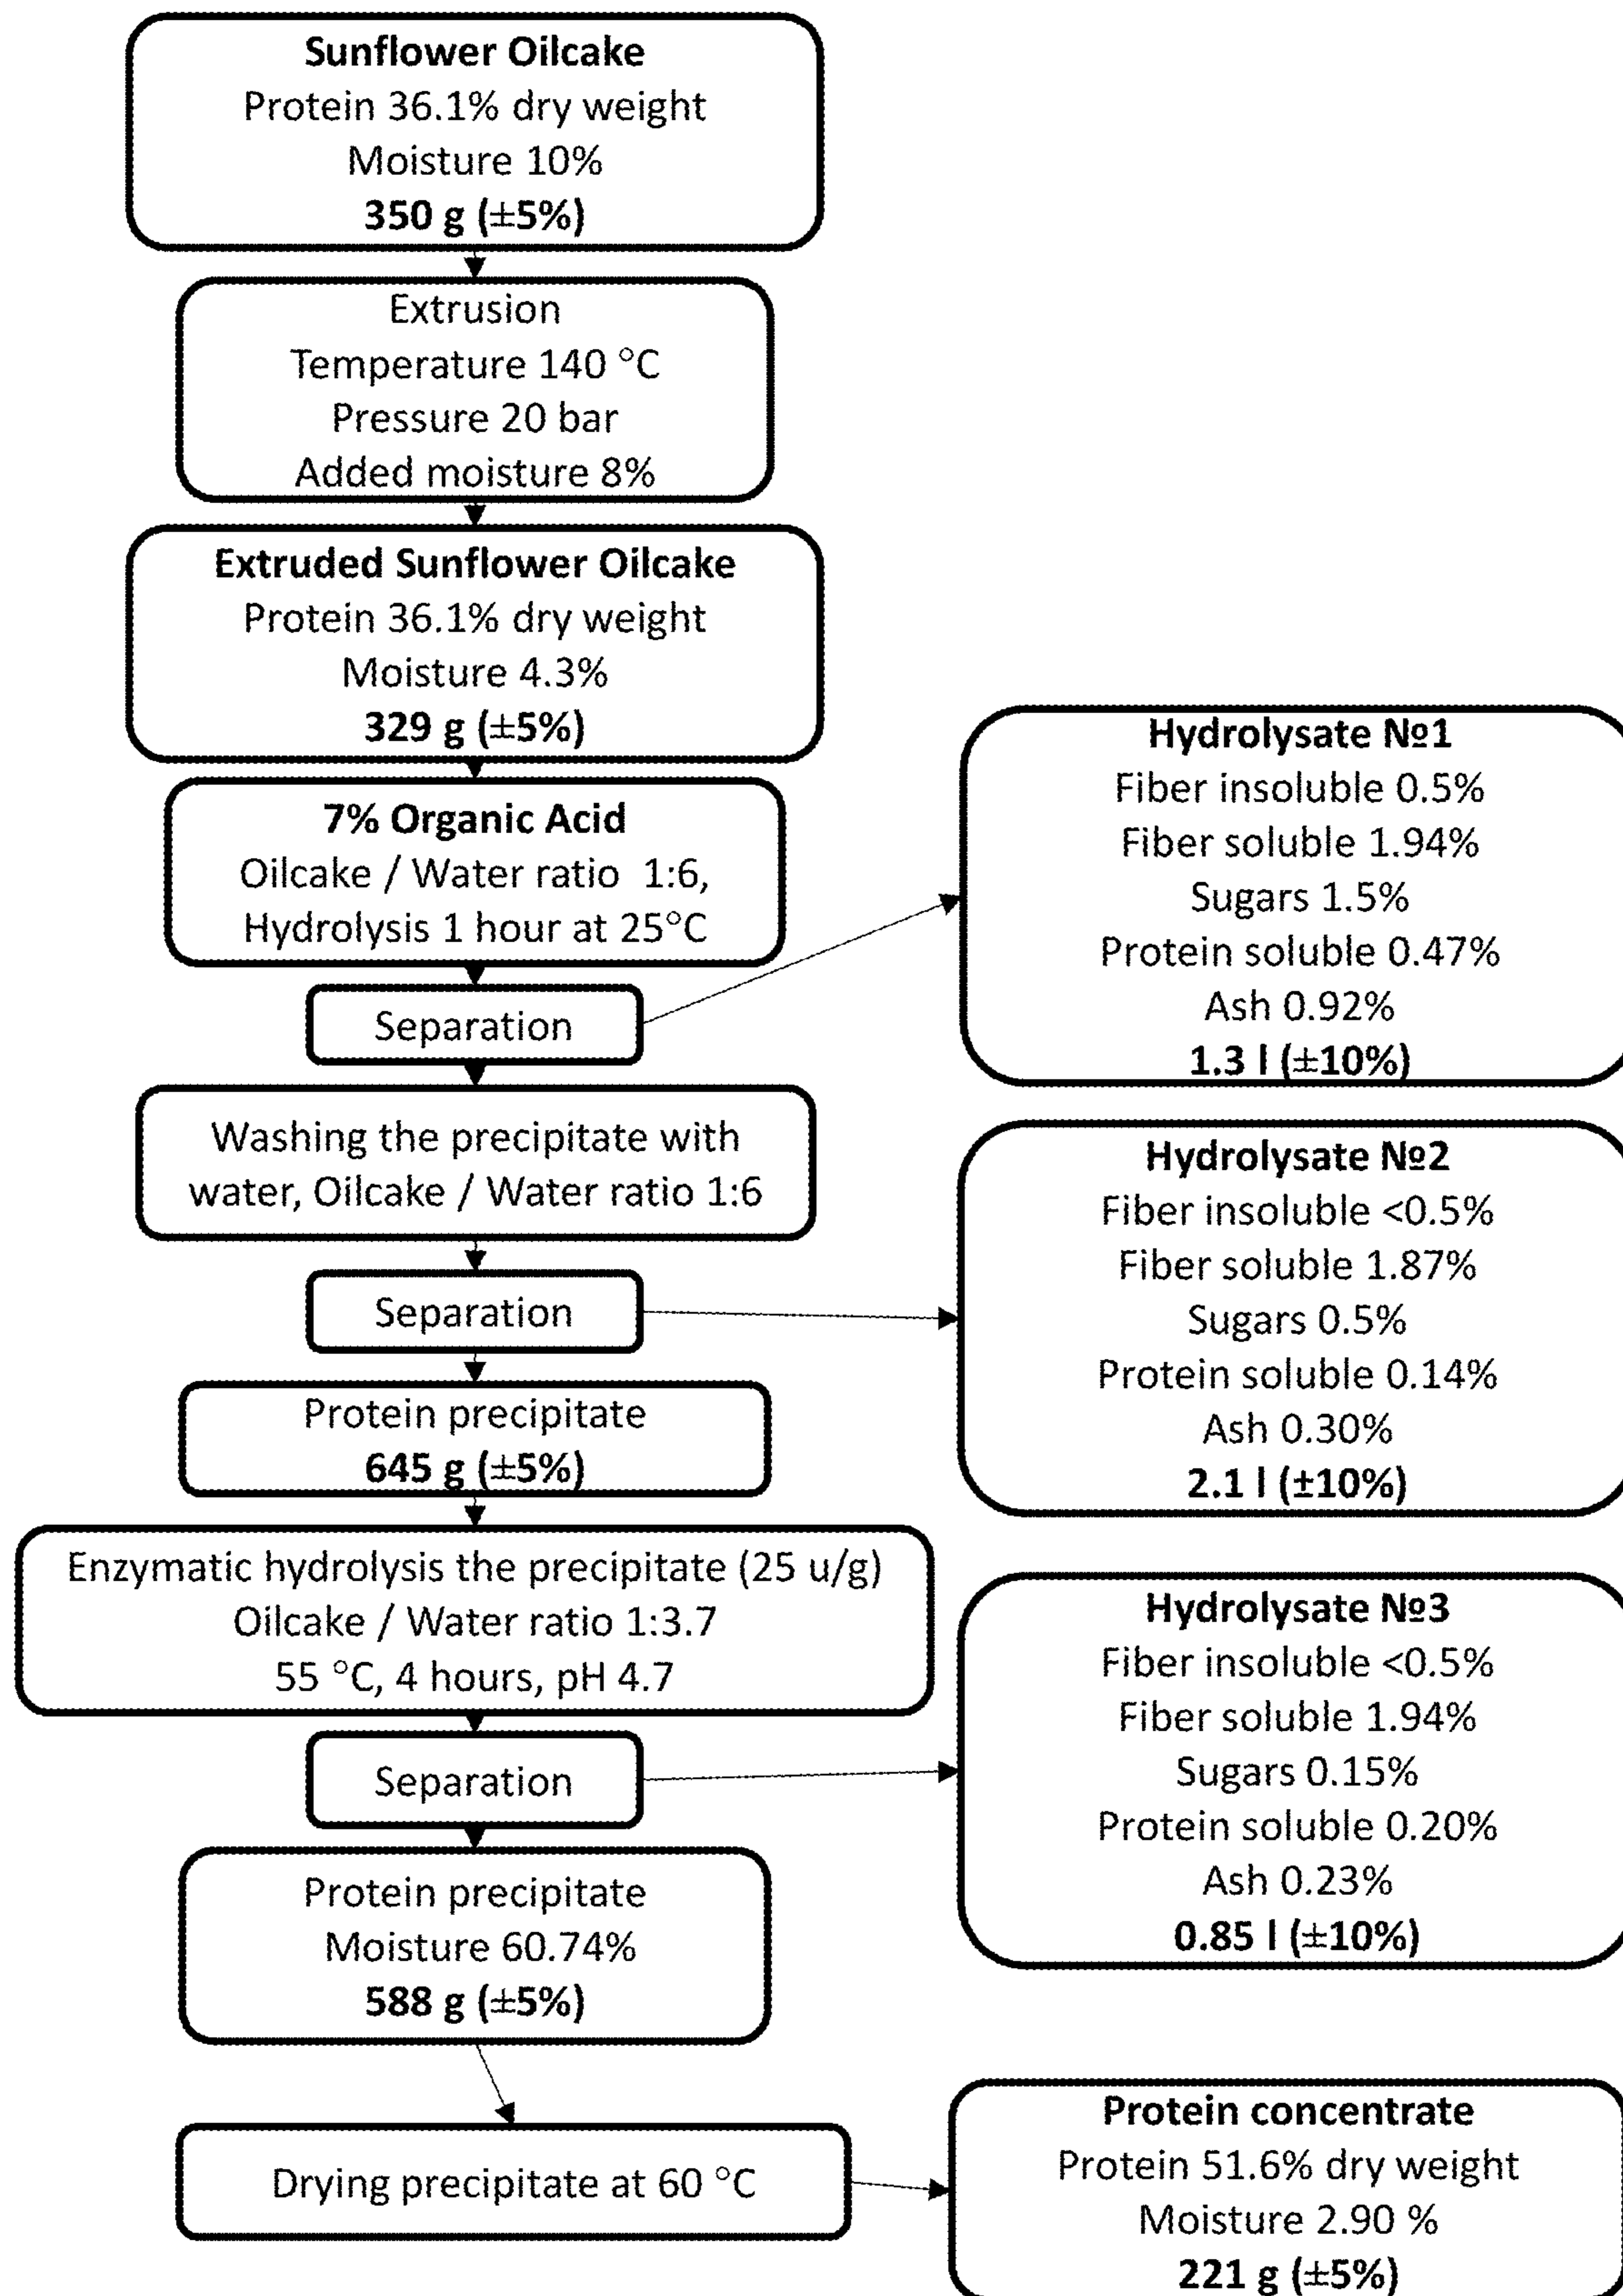 Sunflower Oilcake
Protein 36.1% dry weight
Moisture 10%
350 g (±5%)
Extrusion
Temperature 140 °C
Pressure 20 bar
Added moisture 8%
Extruded Sunflower Oilcake
Protein 36.1% dry weight
Moisture 4.3%
329 g (±5%)
7% Organic Acid
Oilcake / Water ratio 1:6,
Hydrolysis 1 hour at 25°C
Separation
Hydrolysate №1
Fiber insoluble 0.5%
Fiber soluble 1.94%
Sugars 1.5%
Protein soluble 0.47%
Ash 0.92%
1.3 l (±10%)
Washing the precipitate with
water, Oilcake / Water ratio 1:6
Separation
Hydrolysate №2
Fiber insoluble <0.5%
Fiber soluble 1.87%
Sugars 0.5%
Protein soluble 0.14%
Ash 0.30%
2.1 l (±10%)
Protein precipitate
645 g (±5%)
Enzymatic hydrolysis the precipitate (25 u/g)
Oilcake / Water ratio 1:3.7
55 °C, 4 hours, pH 4.7
Separation
Hydrolysate №3
Fiber insoluble <0.5%
Fiber soluble 1.94%
Sugars 0.15%
Protein soluble 0.20%
Ash 0.23%
0.85 l (±10%)
Protein precipitate
Moisture 60.74%
588 g (±5%)
Drying precipitate at 60 °C
Protein concentrate
Protein 51.6% dry weight
Moisture 2.90 %
221 g (±5%)